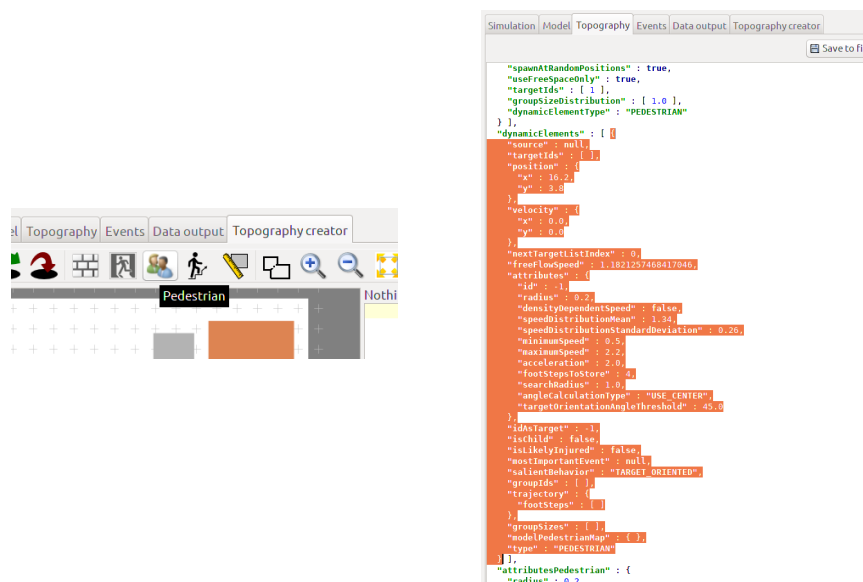 el Topography Events Data output Topography creator
Pedestrian
Nothi
Simulation Model Topography Events Data output Topography creator
Save to fi
"spawnAtRandomPositions" : true,
"useFreeSpaceOnly" : true,
"targetIds" : [ 1 ],
"groupSizeDistribution" : [ 1.0 ],
"dynamicElementType" : "PEDESTRIAN"
} ],
"dynamicElements" : [ {
"source" : null,
"targetIds" : [ ],
"position" : {
"x" : 16.2,
"y" : 3.8
},
"velocity" : {
"x" : 0.0,
"y" : 0.0
},
"nextTargetListIndex" : 0,
"freeFlowSpeed" : 1.1821257468417046,
"attributes" : {
"id" : -1,
"radius" : 0.2,
"densityDependentSpeed" : false,
"speedDistributionMean" : 1.34,
"speedDistributionStandardDeviation" : 0.26,
"minimumSpeed" : 0.5,
"maximumSpeed" : 2.2,
"acceleration" : 2.0,
"footStepsToStore" : 4,
"searchRadius" : 1.0,
"angleCalculationType" : "USE_CENTER",
"targetOrientationAngleThreshold" : 45.0
},
"idAsTarget" : -1,
"isChild" : false,
"isLikelyInjured" : false,
"mostImportantEvent" : null,
"salientBehavior" : "TARGET_ORIENTED",
"groupIds" : [ ],
"trajectory" : {
"footSteps" : [ ]
},
"groupSizes" : [ ],
"modelPedestrianMap" : { },
"type" : "PEDESTRIAN"
} ],
"attributesPedestrian" : {
"radius" : 0.2